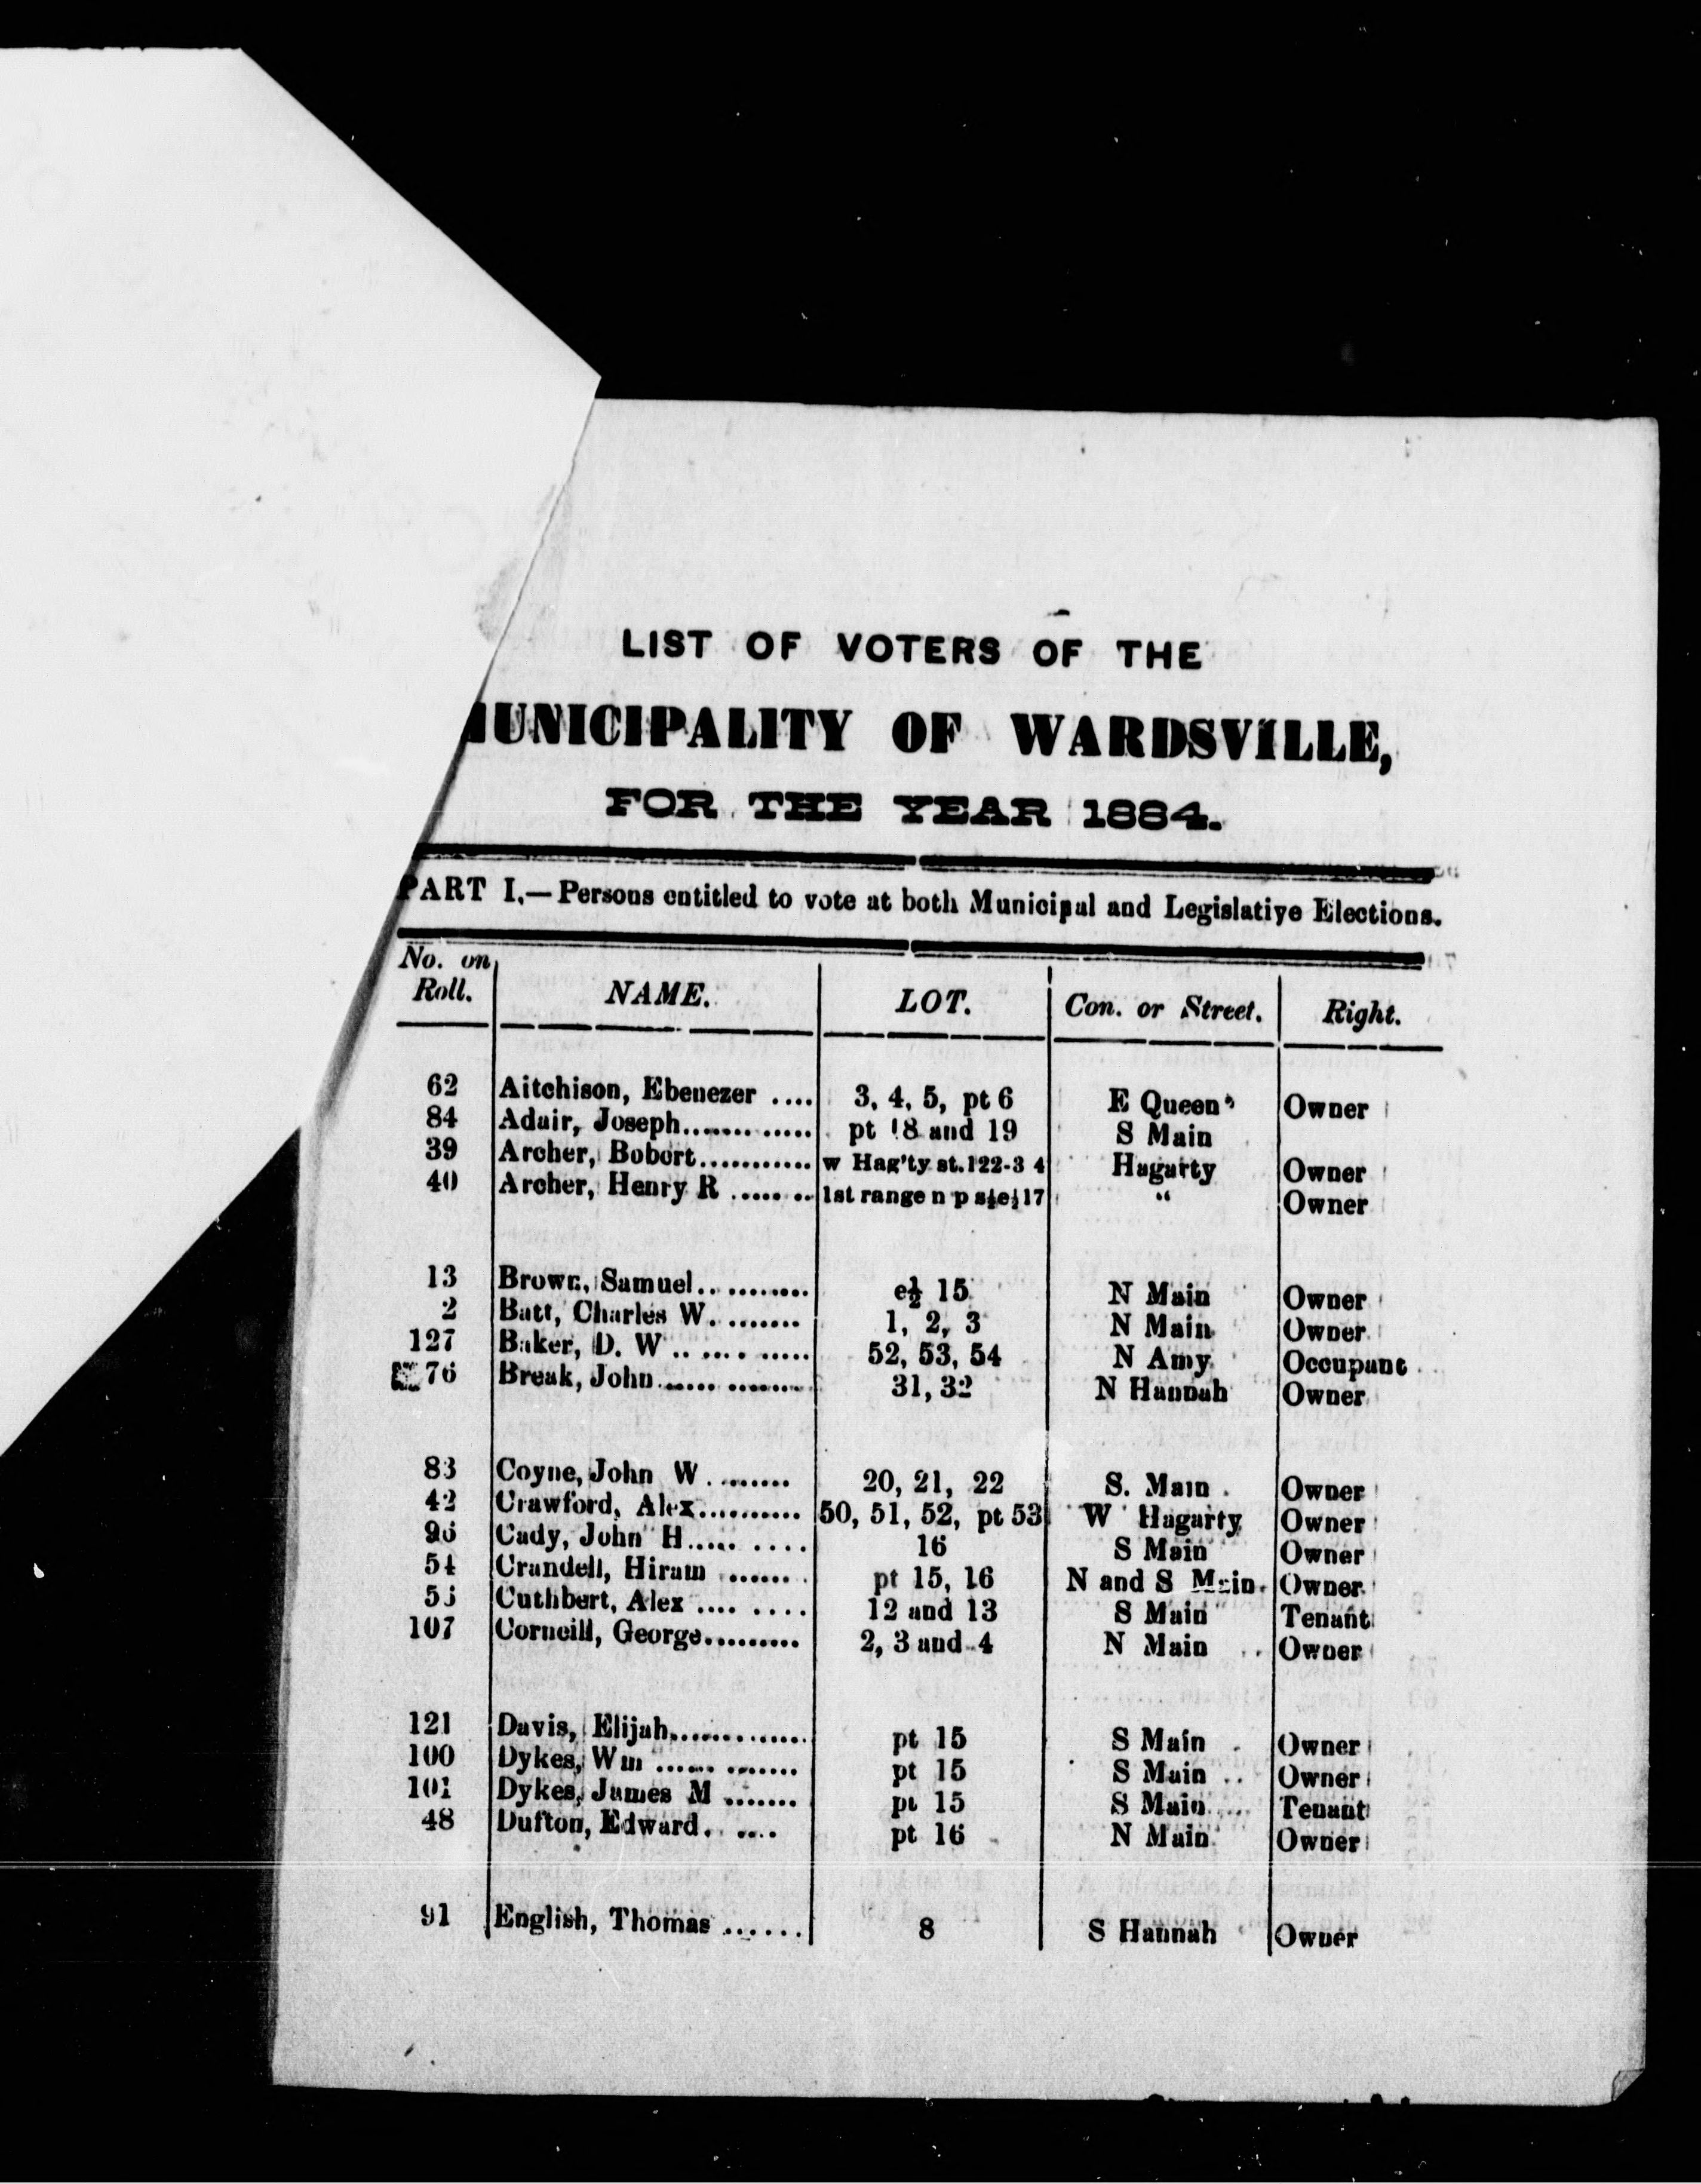 LIST OF VOTERS OF THE
MUNICIPALITY OF WARDSVILLE,
FOR THE YEAR 1884.
PART I.—Persons entitled to vote at both Municipal and Legislative Elections.
No. on Roll. NAME. LOT. Con. or Street. Right.
62 Aitchison, Ebenezer .... 3, 4, 5, pt 6 E Queen Owner
84 Aduir, Joseph............ pt 18 and 19 S Main
39 Archer, Bobert........... w Hag'ty st. 122-3 4 Hagarty Owner
40 Archer, Henry R ....... 1st range n p s½e½ 17 “ Owner
13 Brown, Samuel........... e½ 15 N Main Owner
2 Batt, Charles W. ....... 1, 2, 3 N Main Owner
127 Baker, D. W .. .... ..... 52, 53, 54 N Amy Occupant
76 Break, John............. 31, 32 N Hannah Owner
83 Coyne, John W ........ 20, 21, 22 S. Main Owner
42 Crawford, Alex.......... 50, 51, 52, pt 53 W Hagarty Owner
96 Cady, John H..... .... 16 S Main Owner
54 Crandell, Hiram ....... pt 15, 16 N and S Main Owner
Cuthbert, Alex .... .... 12 and 13 S Main Tenant
107 Corneill, George......... 2, 3 and 4 N Main Owner
121 Davis, Elijah............. pt 15 S Main Owner
100 Dykes, Wm ...... ....... pt 15 S Main Owner
101 Dykes, James M ....... pt 15 S Main Tenant
48 Dufton, Edward. .... pt 16 N Main Owner
91 English, Thomas ...... 8 S Hannah Owner